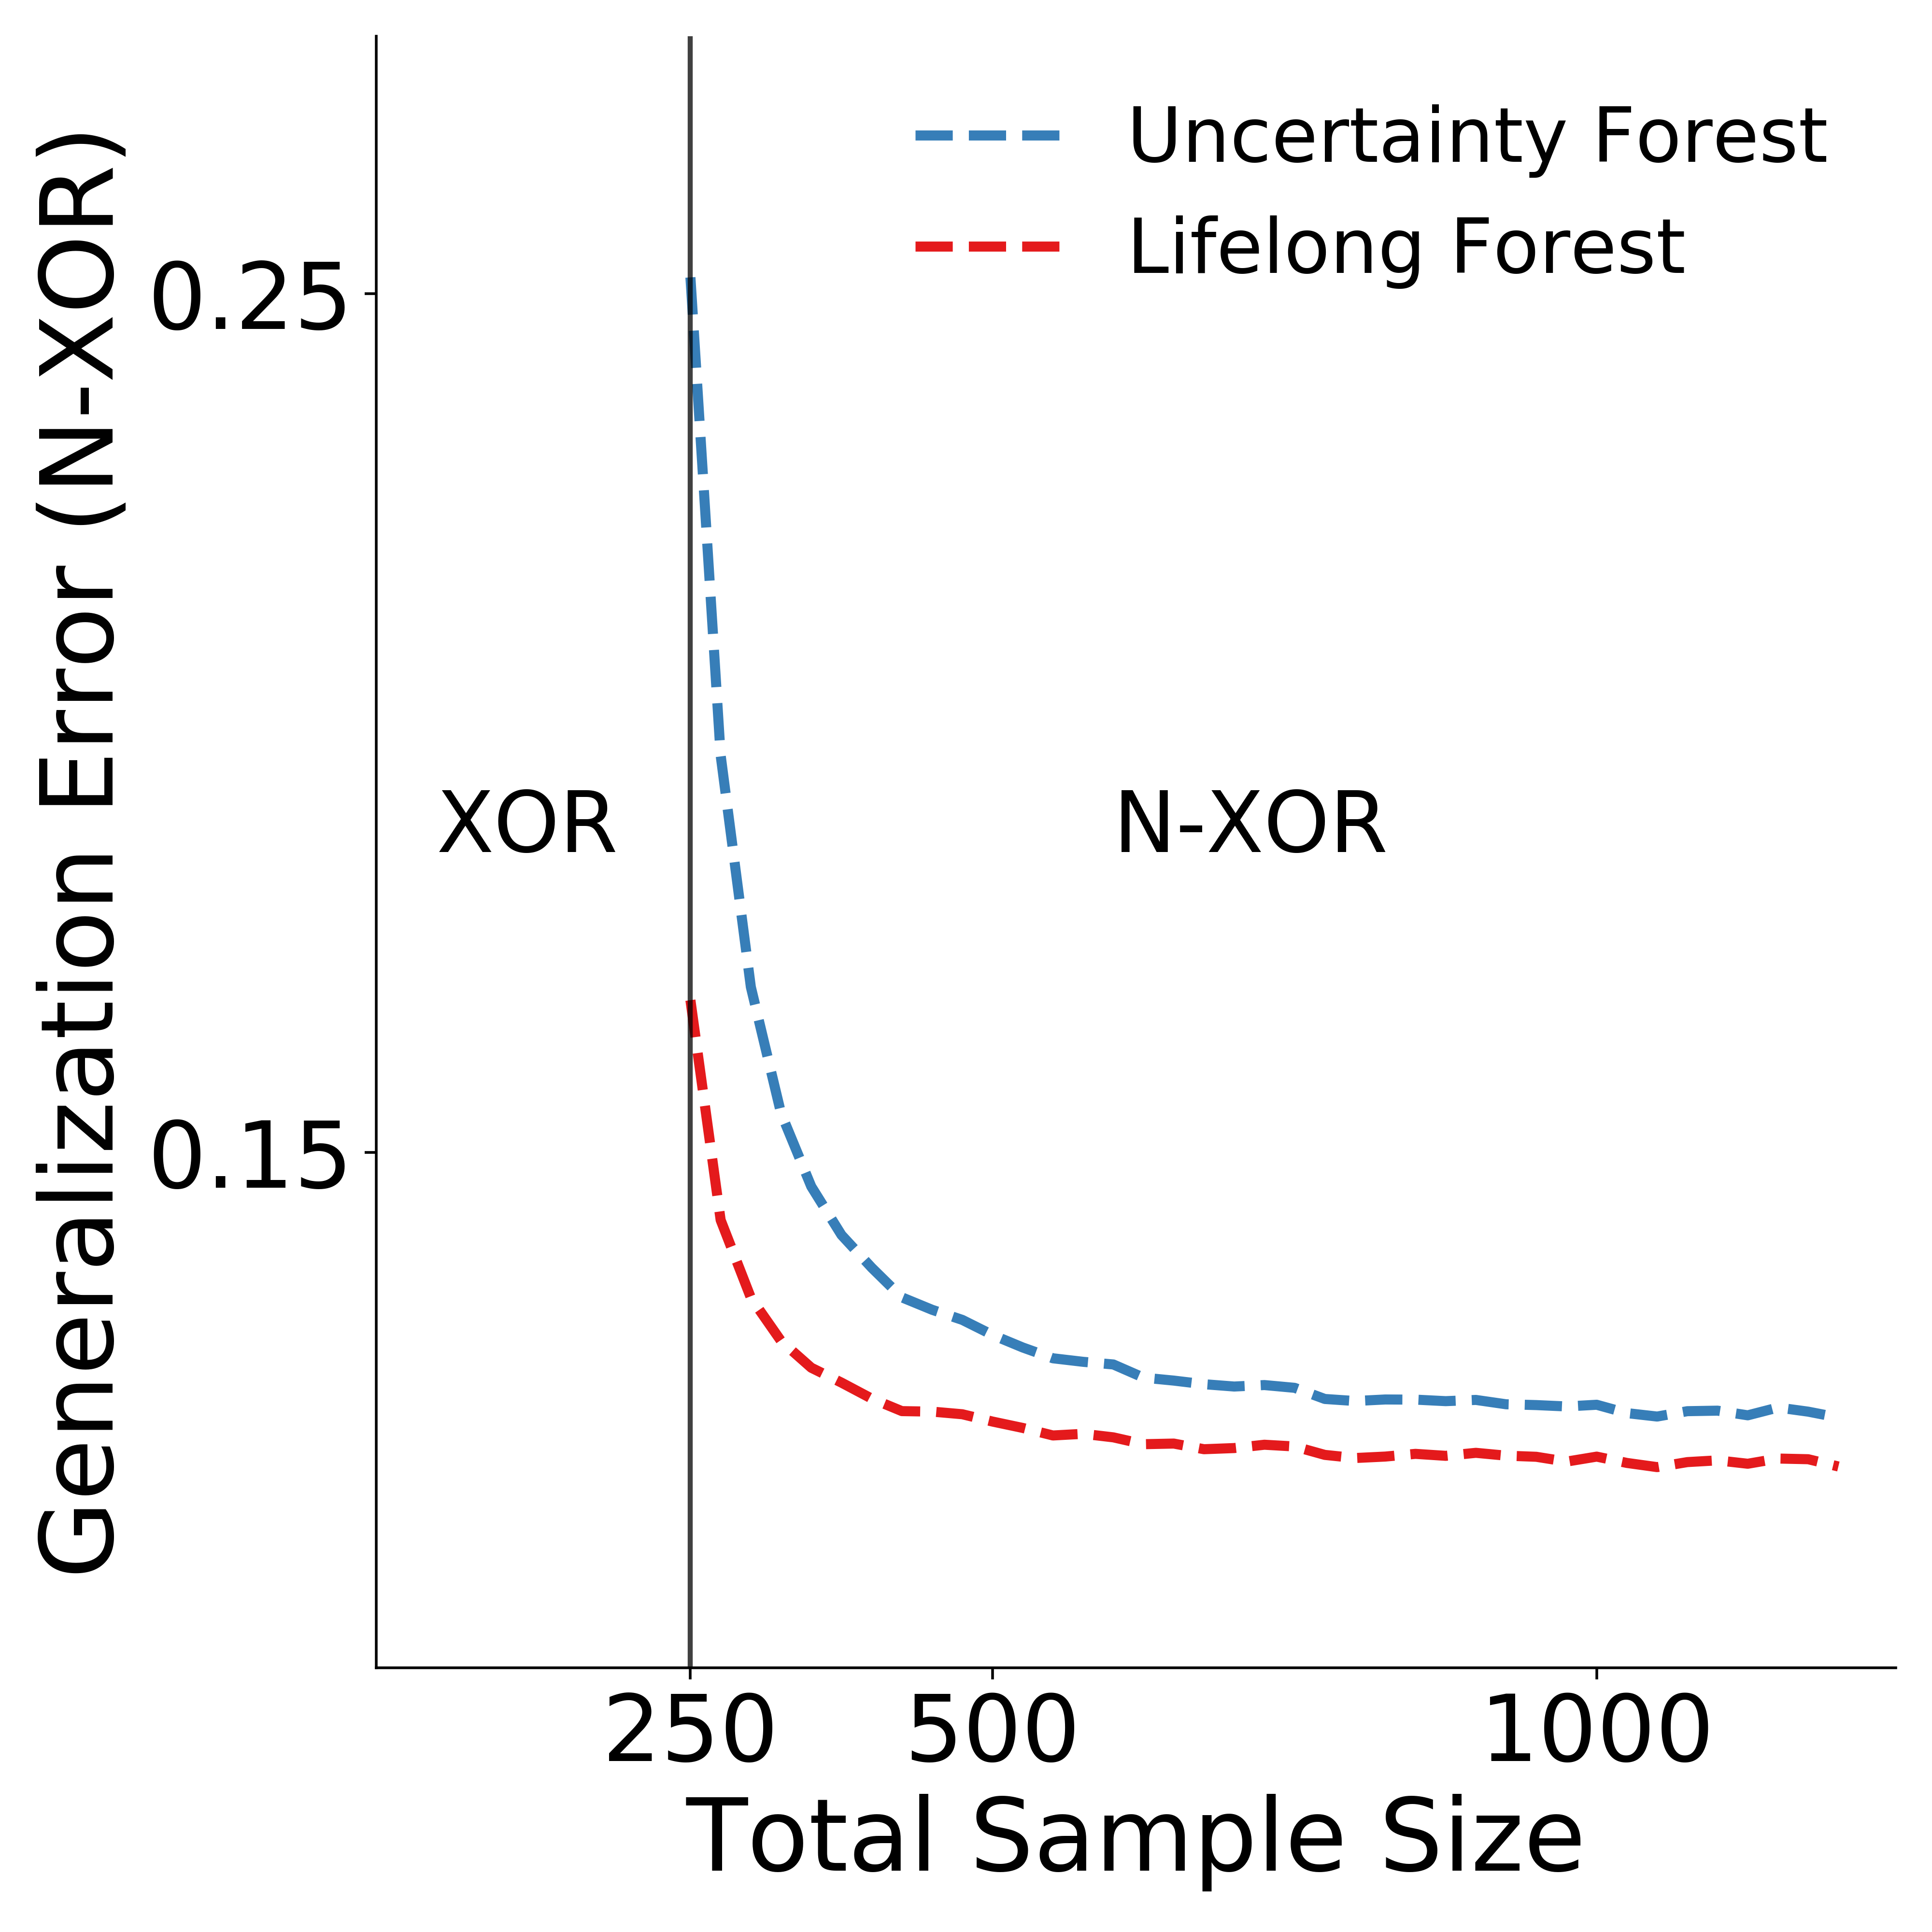 Uncertainty Forest
Lifelong Forest
Generalization Error (N-XOR)
0.25
0.15
XOR
N-XOR
250
500
1000
Total Sample Size